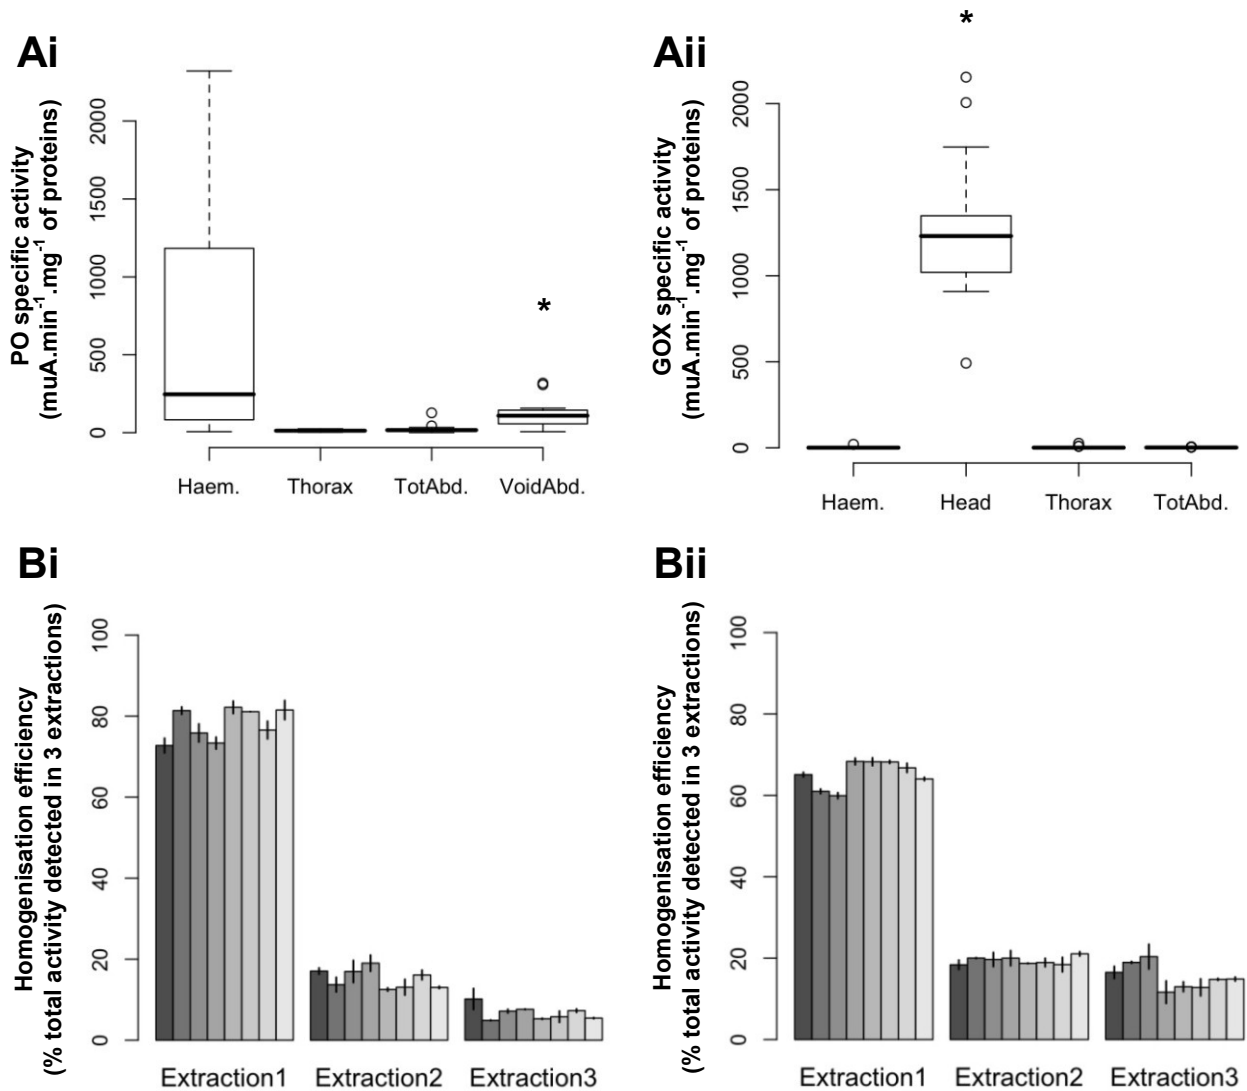 Ai
PO specific activity
(muA.min-1.mg-1 of proteins)
0
500
1000
1500
2000
*
Haem.
Thorax
TotAbd.
VoidAbd.
Aii
GOX specific activity
(muA.min-1.mg-1 of proteins)
0
500
1000
1500
2000
*
Haem.
Head
Thorax
TotAbd.
Bi
Homogenisation efficiency
(% total activity detected in 3 extractions)
0
20
40
60
80
100
Extraction1
Extraction2
Extraction3
Bii
Homogenisation efficiency
(% total activity detected in 3 extractions)
0
20
40
60
80
100
Extraction1
Extraction2
Extraction3